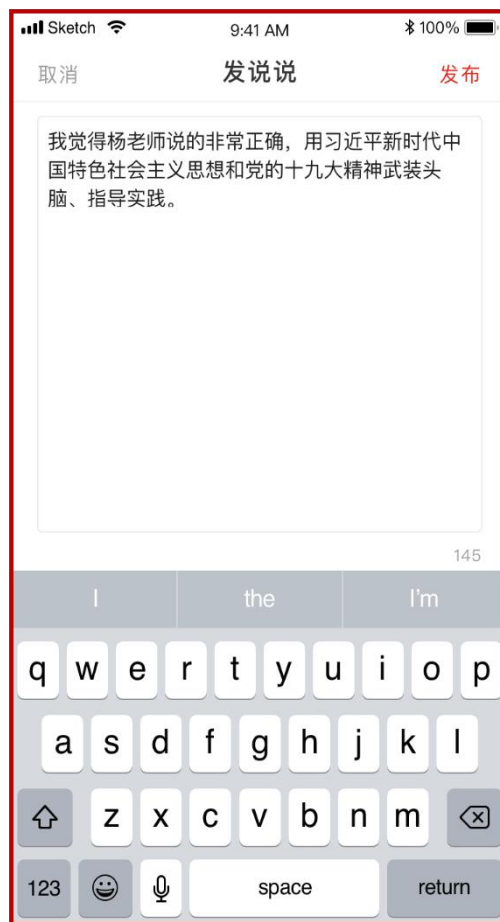 Sketch 9:41 AM 100%
取消 发说说 发布
我觉得杨老师说的非常正确，用习近平新时代中
国特色社会主义思想和党的十九大精神武装头
脑、指导实践。
145
I the I'm
q w e r t y u i o p
a s d f g h j k l
z x c v b n m
123 space return